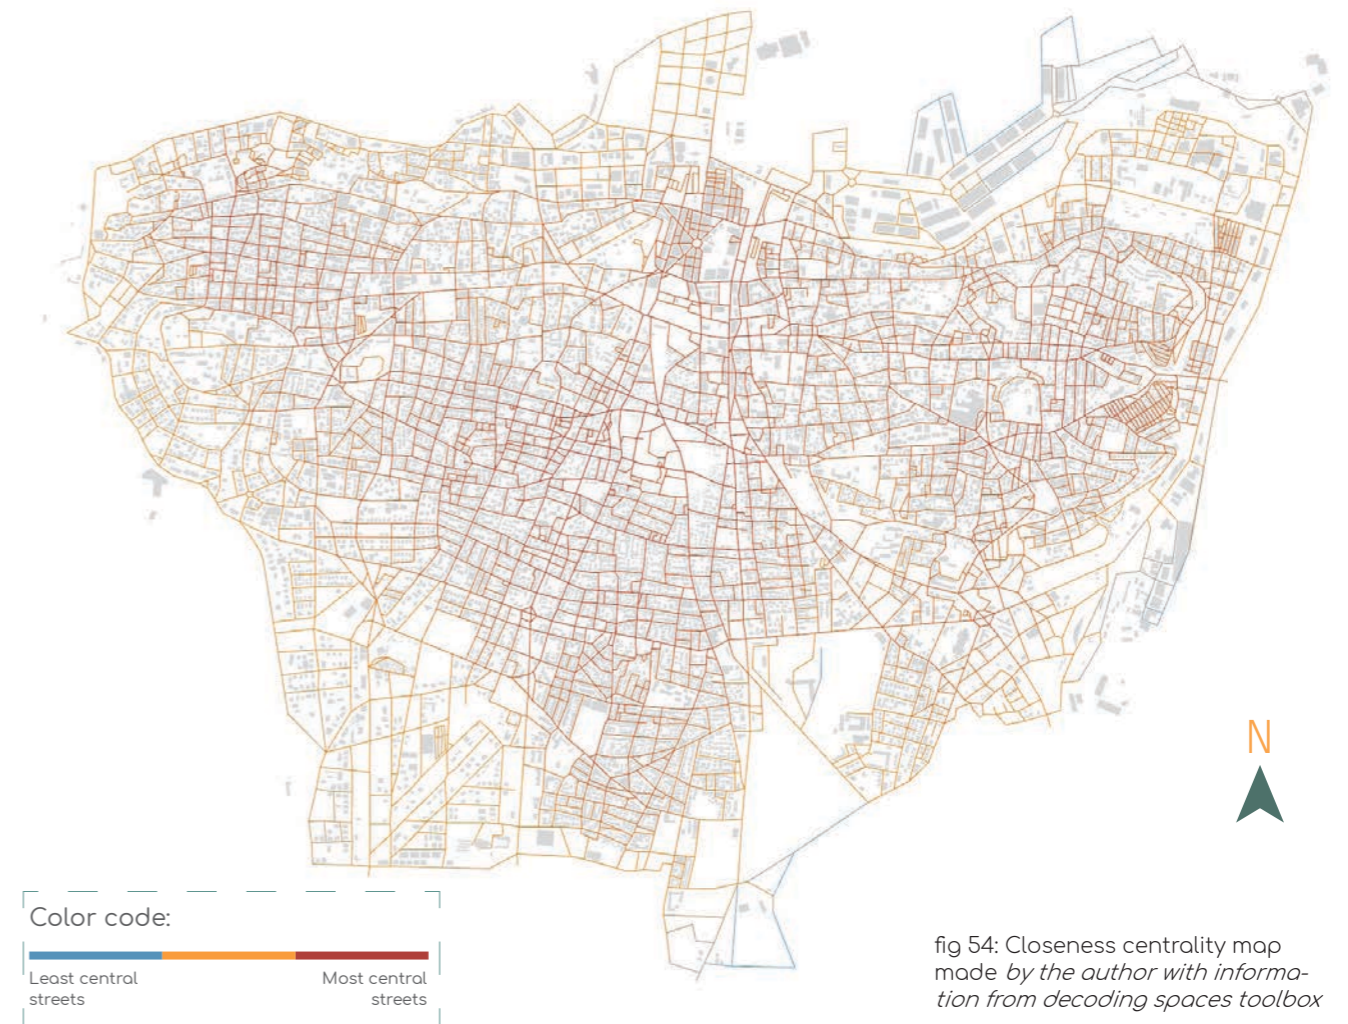 N
Color code:
Least central
streets
Most central
streets
fig 54: Closeness centrality map
made by the author with informa-
tion from decoding spaces toolbox